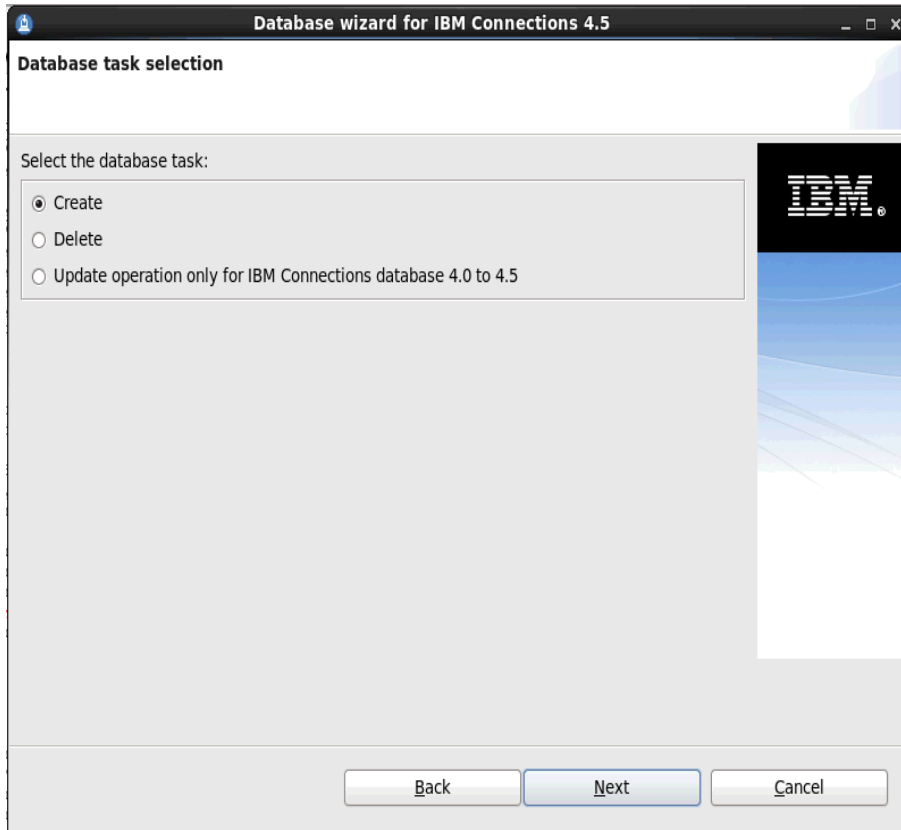 Database wizard for IBM Connections 4.5
Database task selection
Select the database task:
IBM®
Create
Delete
Update operation only for IBM Connections database 4.0 to 4.5
Back
Next
Cancel